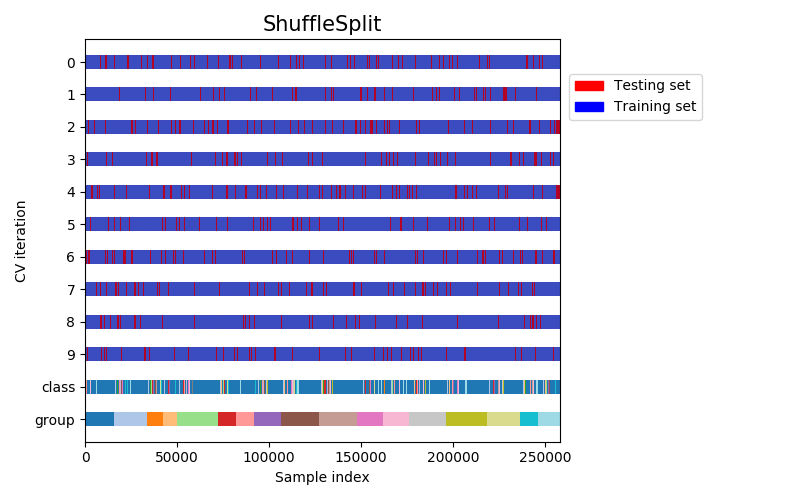 ShuffleSplit
0
1
2
3
4
5
6
7
8
9
class
group
CV iteration
0 50000 100000 150000 200000 250000
Sample index
Testing set
Training set